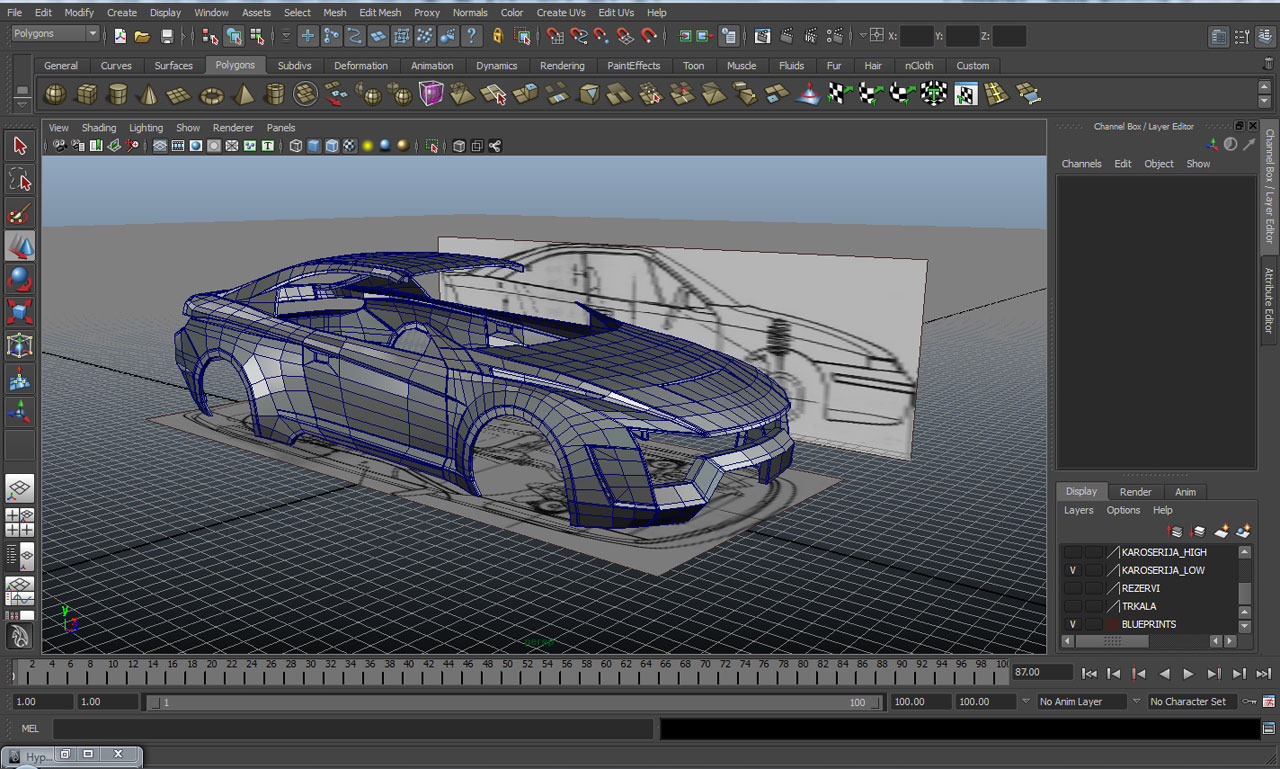 File Edit Modify Create Display Window Assets Select Mesh Edit Mesh Proxy Normals Color Create UVs Edit UVs Help
Polygons X: Y: Z:
General Curves Surfaces Polygons Subdivs Deformation Animation Dynamics Rendering PaintEffects Toon Muscle Fluids Fur Hair nCloth Custom
View Shading Lighting Show Renderer Panels
Channel Box / Layer Editor
Channels Edit Object Show
Channel Box / Layer Editor
Attribute Editor
Display Render Anim
Layers Options Help
KAROSERIJA_HIGH
V KAROSERIJA_LOW
REZERVI
TRKALA
V BLUEPRINTS
y
persp
2 4 6 8 10 12 14 16 18 20 22 24 26 28 30 32 34 36 38 40 42 44 46 48 50 52 54 56 58 60 62 64 66 68 70 72 74 76 78 80 82 84 86 88 90 92 94 96 98 100
87.00
1.00 1.00 1 100 100.00 100.00 No Anim Layer No Character Set
MEL
Hyp...